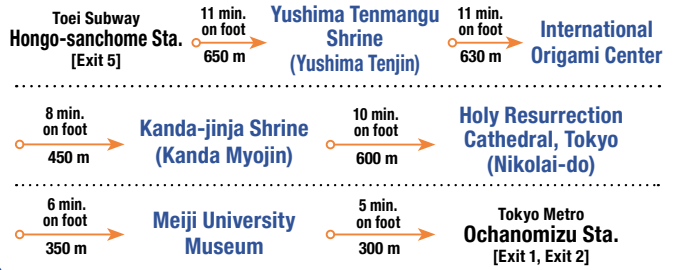 Toei Subway
Hongo-sanchome Sta.
[Exit 5]
11 min.
on foot
650 m
Yushima Tenmangu
Shrine
(Yushima Tenjin)
11 min.
on foot
630 m
International
Origami Center
8 min.
on foot
450 m
Kanda-jinja Shrine
(Kanda Myojin)
10 min.
on foot
600 m
Holy Resurrection
Cathedral, Tokyo
(Nikolai-do)
6 min.
on foot
350 m
Meiji University
Museum
5 min.
on foot
300 m
Tokyo Metro
Ochanomizu Sta.
[Exit 1, Exit 2]